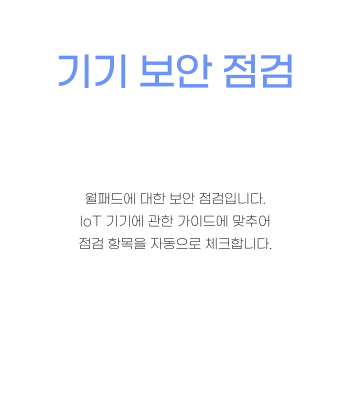 기기 보안 점검
월패드에 대한 보안 점검입니다.
IoT 기기에 관한 가이드에 맞추어
점검 항목을 자동으로 체크합니다.